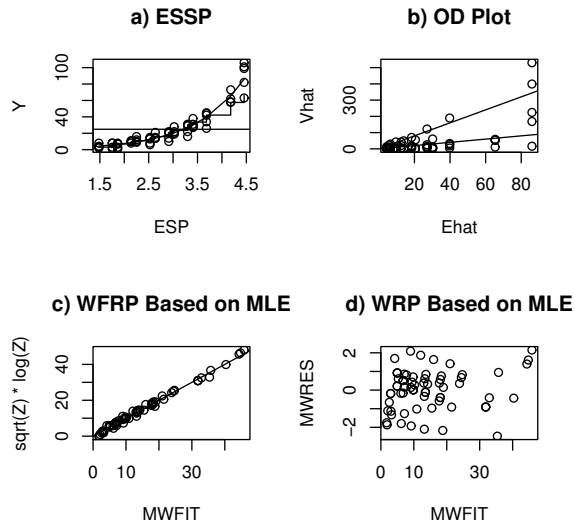 a) ESSP
Y
0 40 100
1.5 2.5 3.5 4.5
ESP
b) OD Plot
Vhat
0 300
20 40 60 80
Ehat
c) WFRP Based on MLE
sqrt(Z) * log(Z)
0 20 40
0 10 30
MWFIT
d) WRP Based on MLE
MWRES
−2 0 2
0 10 30
MWFIT